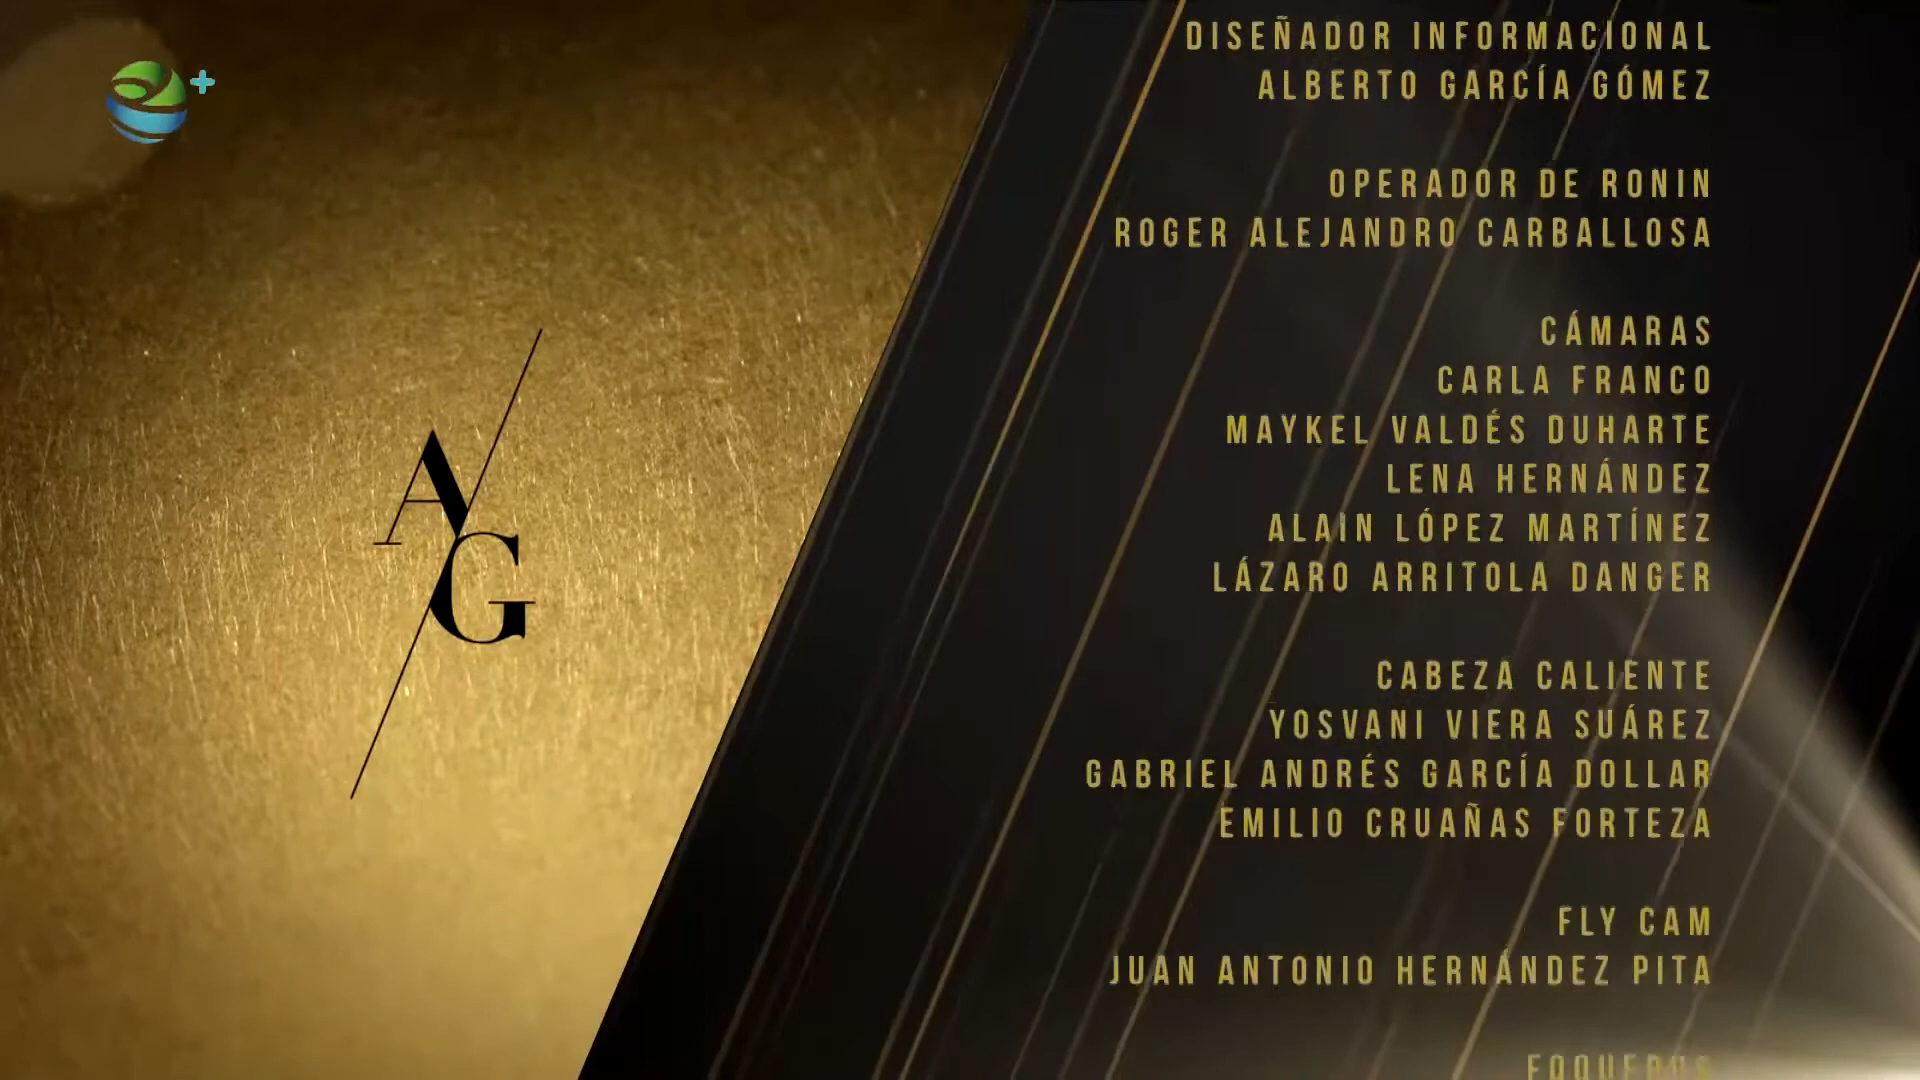 A
G
DISEÑADOR INFORMACIONAL
ALBERTO GARCÍA GÓMEZ
OPERADOR DE RONIN
ROGER ALEJANDRO CARBALLOSA
CÁMARAS
CARLA FRANCO
MAYKEL VALDÉS DUHARTE
LENA HERNÁNDEZ
ALAIN LÓPEZ MARTÍNEZ
LÁZARO ARRITOLA DANGER
CABEZA CALIENTE
YOSVANI VIERA SUÁREZ
GABRIEL ANDRÉS GARCÍA DOLLAR
EMILIO CRUAÑAS FORTEZA
FLY CAM
JUAN ANTONIO HERNÁNDEZ PITA